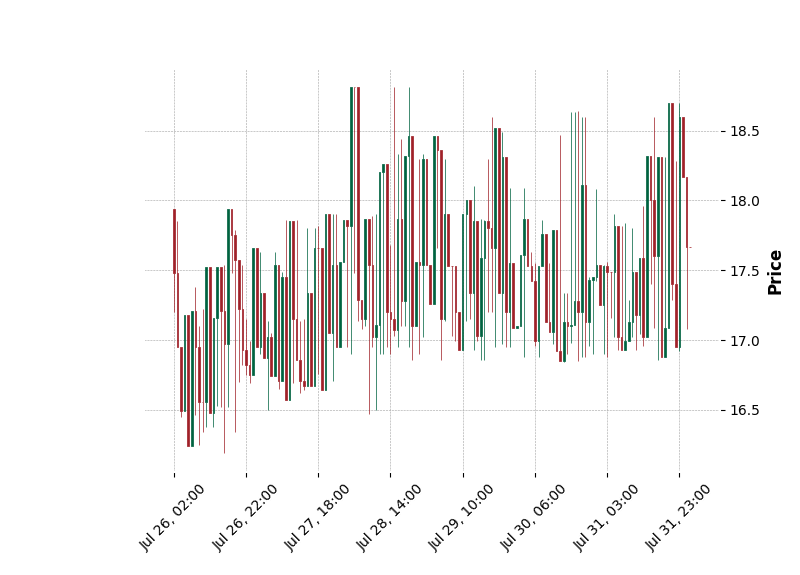 18.5
18.0
17.5
17.0
16.5
Price
Jul 26, 02:00
Jul 26, 22:00
Jul 27, 18:00
Jul 28, 14:00
Jul 29, 10:00
Jul 30, 06:00
Jul 31, 03:00
Jul 31, 23:00